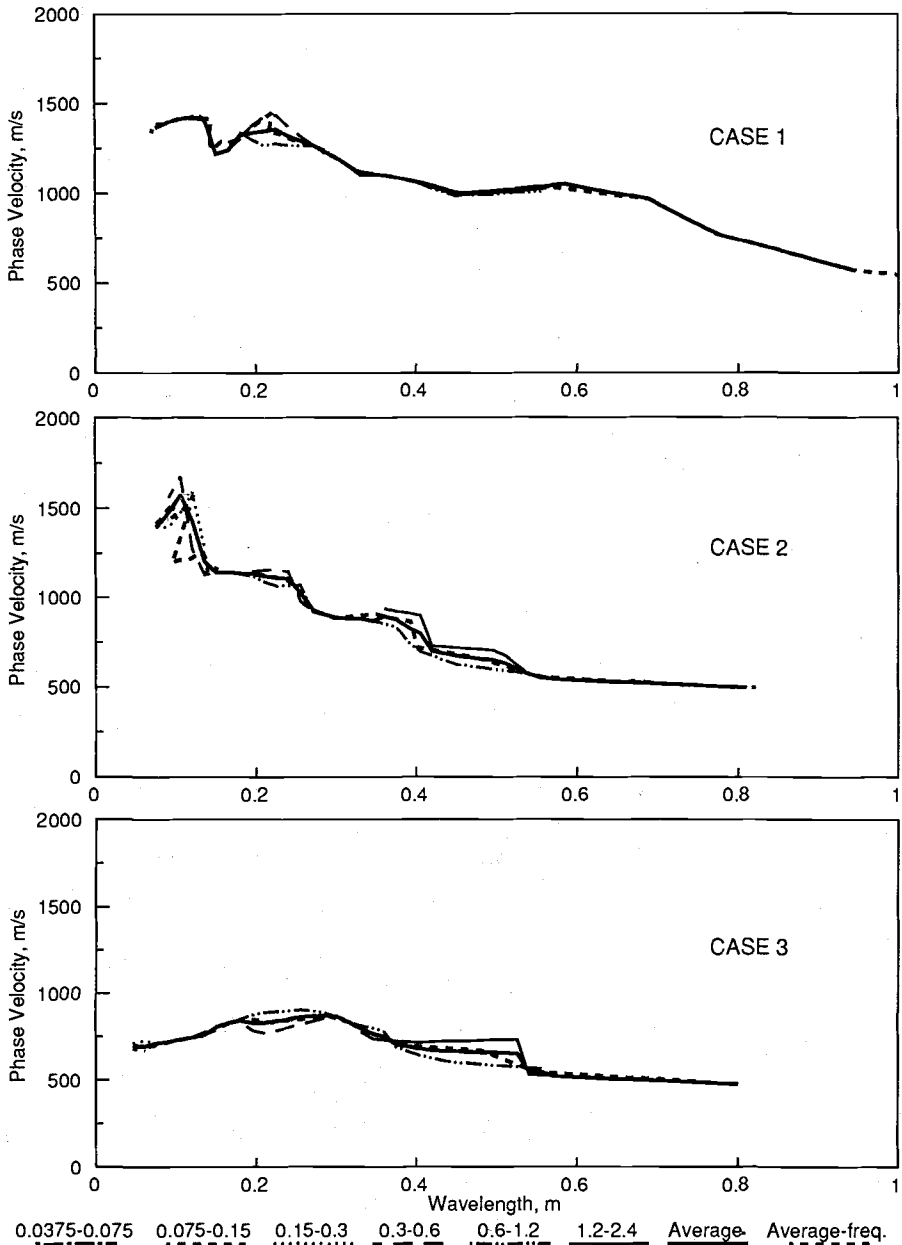 2000
1500
1000
500
0
Phase Velocity, m/s
CASE 1
0 0.2 0.4 0.6 0.8 1
2000
1500
1000
500
0
Phase Velocity, m/s
CASE 2
0 0.2 0.4 0.6 0.8 1
2000
1500
1000
500
0
Phase Velocity, m/s
CASE 3
0 0.2 0.4 0.6 0.8 1
Wavelength, m
0.0375-0.075 0.075-0.15 0.15-0.3 0.3-0.6 0.6-1.2 1.2-2.4 Average Average-freq.